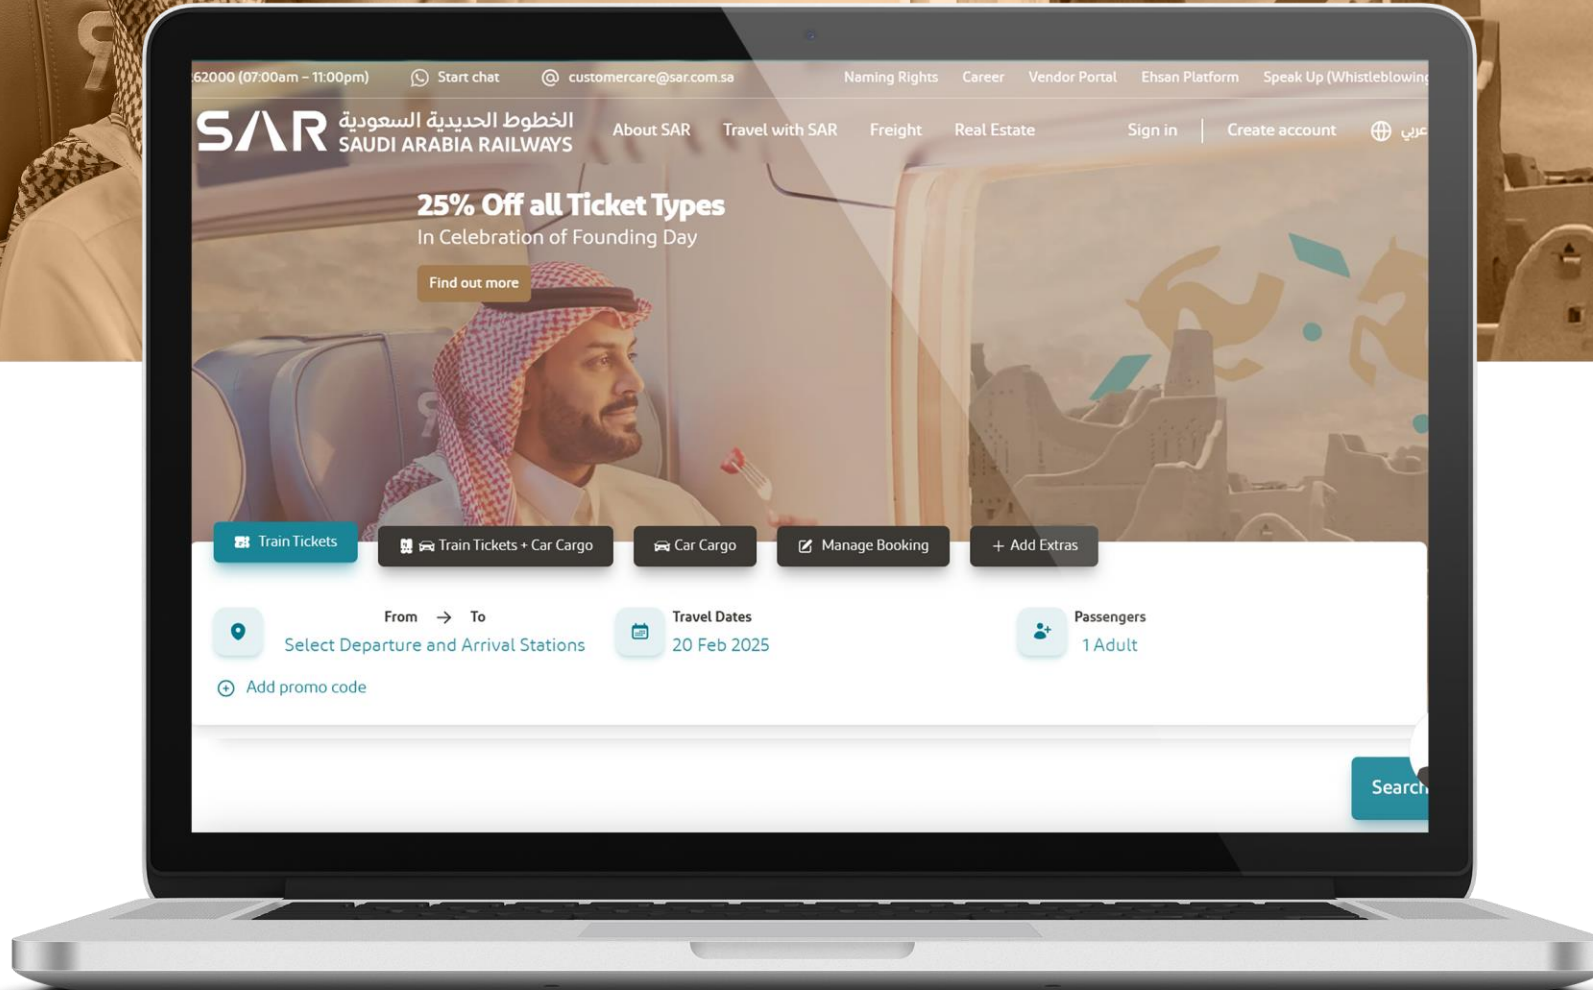 62000 (07:00am – 11:00pm)
Start chat
customercare@sar.com.sa
Naming Rights
Career
Vendor Portal
Ehsan Platform
Speak Up (Whistleblowing
SAR
الخطوط الحديدية السعودية
SAUDI ARABIA RAILWAYS
About SAR
Travel with SAR
Freight
Real Estate
Sign in
Create account
عربي
25% Off all Ticket Types
In Celebration of Founding Day
Find out more
Train Tickets
Train Tickets + Car Cargo
Car Cargo
Manage Booking
+ Add Extras
From → To
Select Departure and Arrival Stations
Travel Dates
20 Feb 2025
Passengers
1 Adult
Add promo code
Search